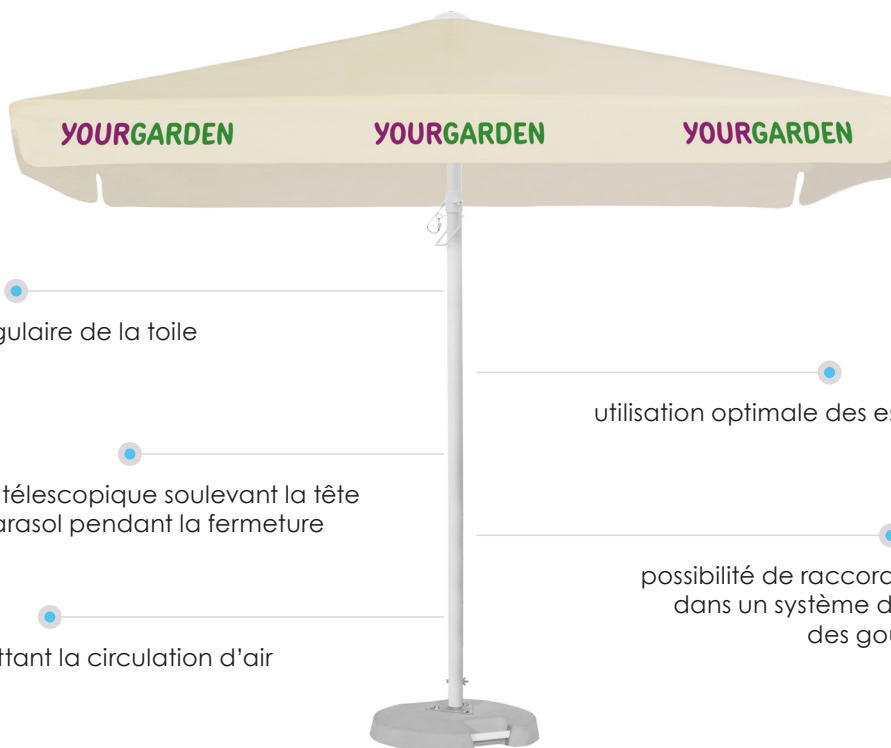 YOURGARDEN YOURGARDEN YOURGARDEN
de la toile
utilisation optimale des
télescopique soulevant la tête
pendant la fermeture
possibilité de
dans un système
des
la circulation d'air